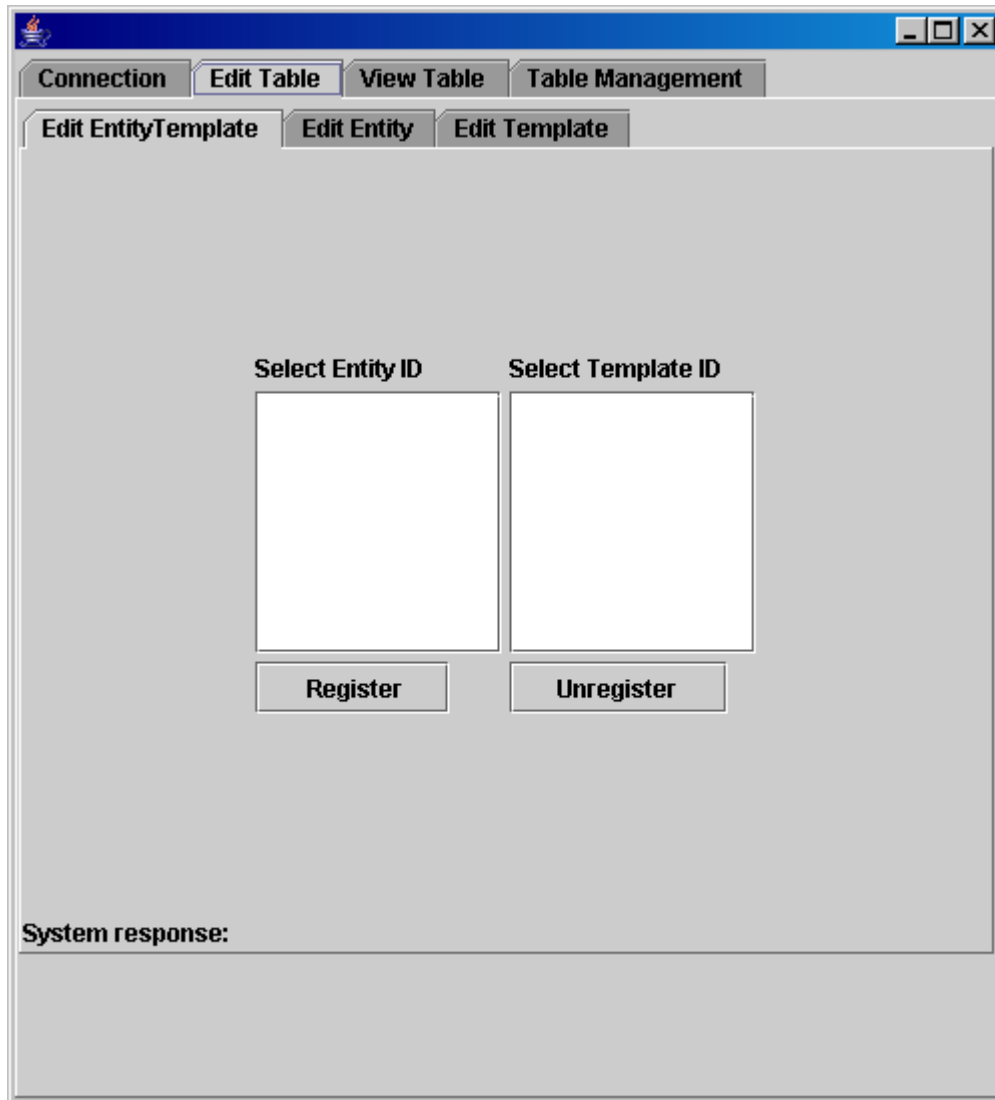 Connection Edit Table View Table Table Management
Edit EntityTemplate Edit Entity Edit Template
Select Entity ID Select Template ID
Register Unregister
System response: